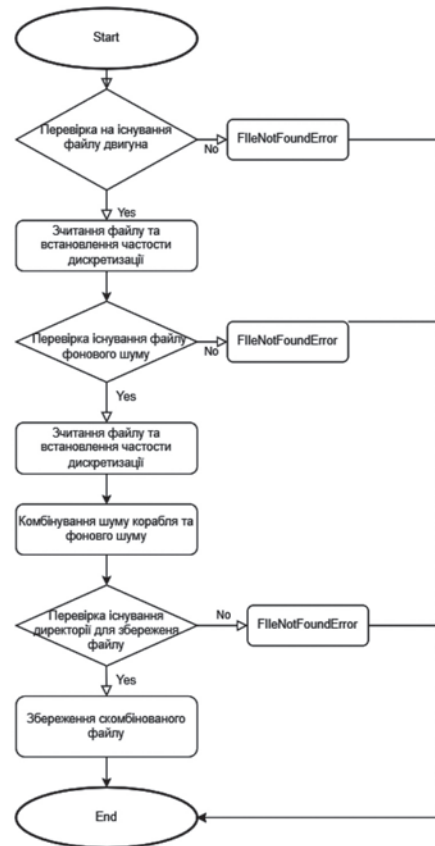 Start
Перевірка на існування
файлу двигуна
No
FIleNotFoundError
Yes
Зчитання файлу та
встановлення частости
дискретизації
Перевірка існування файлу
фонового шуму
No
FIleNotFoundError
Yes
Зчитання файлу та
встановлення частости
дискретизації
Комбінування шуму корабля та
фонового шуму
Перевірка існування
директорії для збереженя
файлу
No
FIleNotFoundError
Yes
Збереження скомбінованого
файлу
End